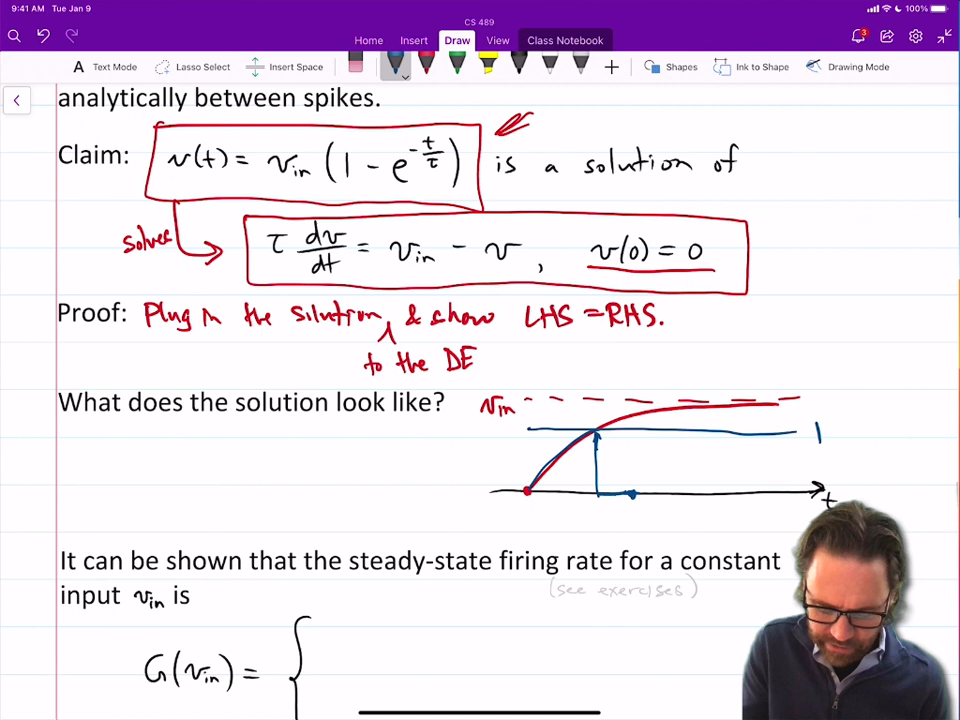 9:41 AM Tue Jan 9
100%
CS 489
Home Insert Draw View Class Notebook
3
A Text Mode Lasso Select Insert Space Shapes Ink to Shape Drawing Mode
analytically between spikes.
Claim: v(t) = v_in (1 - e^{-t/τ}) is a solution of
solves τ dv/dt = v_in - v , v(0) = 0
Proof: Plug in the solution, & show LHS = RHS.
to the DE
What does the solution look like?
v_in
1
t
It can be shown that the steady-state firing rate for a constant
(see exercises)
input v_in is
G(v_in) = {